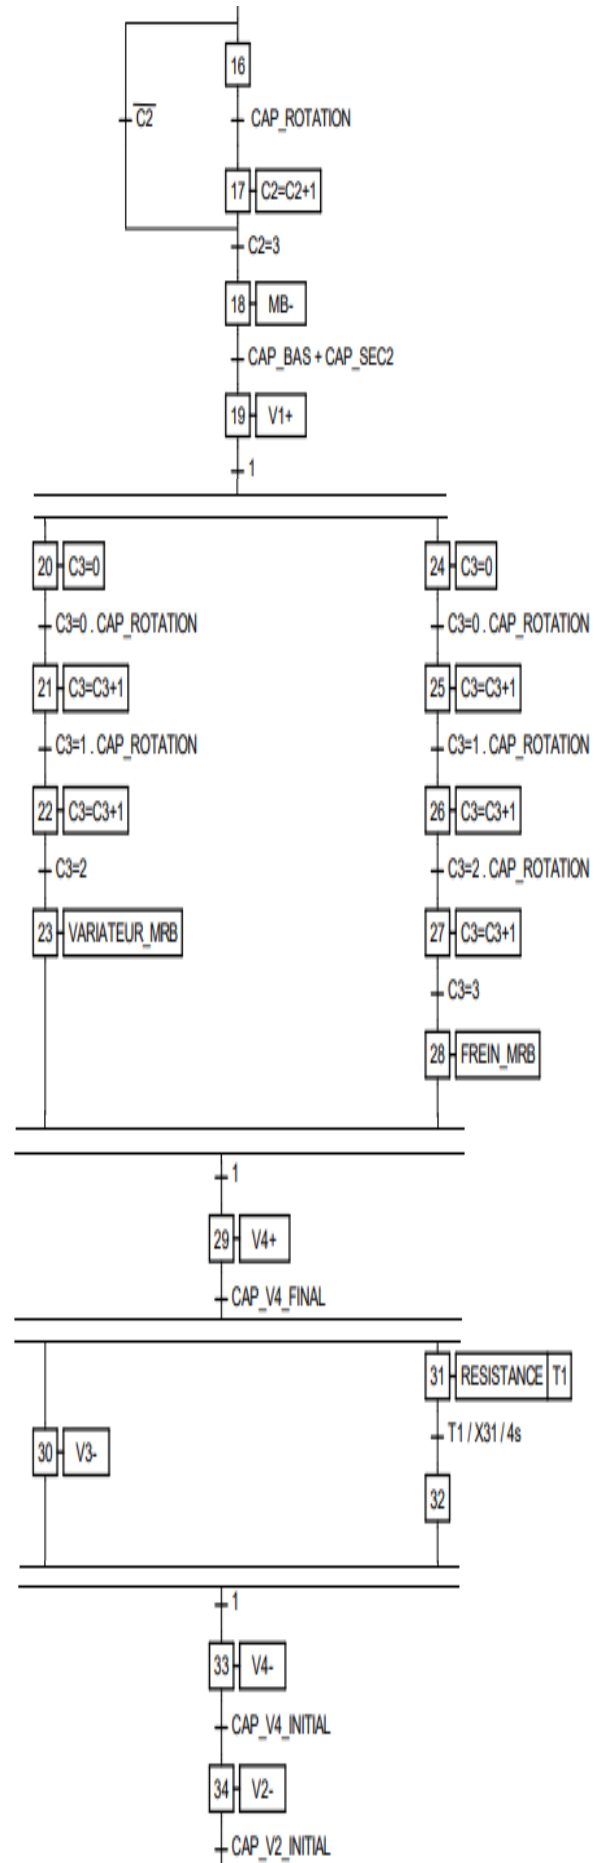 16
C2
CAP_ROTATION
17 C2=C2+1
C2=3
18 MB-
CAP_BAS + CAP_SEC2
19 V1+
1
20 C3=0
24 C3=0
C3=0 . CAP_ROTATION
C3=0 . CAP_ROTATION
21 C3=C3+1
25 C3=C3+1
C3=1 . CAP_ROTATION
C3=1 . CAP_ROTATION
22 C3=C3+1
26 C3=C3+1
C3=2
C3=2 . CAP_ROTATION
23 VARIATEUR_MRB
27 C3=C3+1
C3=3
28 FREIN_MRB
1
29 V4+
CAP_V4_FINAL
31 RESISTANCE T1
T1 / X31 / 4s
30 V3-
32
1
33 V4-
CAP_V4_INITIAL
34 V2-
CAP_V2_INITIAL